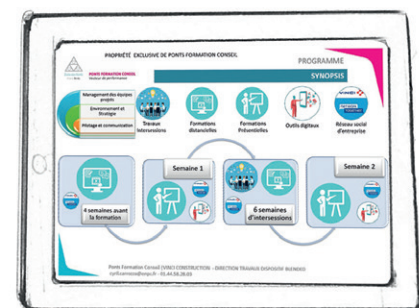 PROPRIÉTÉ EXCLUSIVE DE PONTS FORMATION CONSEIL
PROGRAMME
SYNOPSIS
PONTS FORMATION CONSEIL
Management des équipes
projets
Environnement et
Stratégie
Pilotage et communication
Travaux
Intersessions
Formations
distancielles
Formations
Présentielles
Outils digitaux
Réseau social
d'entreprise
4 semaines avant
la formation
Semaine 1
6 semaines
d'intersessions
Semaine 2
Ponts Formation Conseil (VINCI CONSTRUCTION - DIRECTION TRAVAUX DISPOSITIF BLENDED